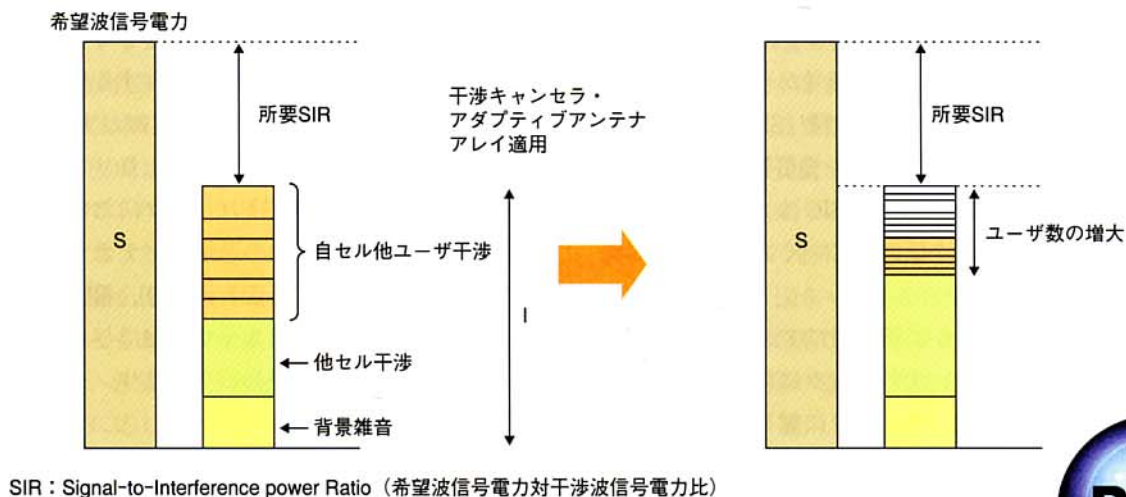 希望波信号電力
所要SIR
干渉キャンセラ・
アダプティブアンテナ
アレイ適用
所要SIR
S
自セル他ユーザ干渉
I
S
ユーザ数の増大
他セル干渉
背景雑音
SIR：Signal-to-Interference power Ratio（希望波信号電力対干渉波信号電力比）